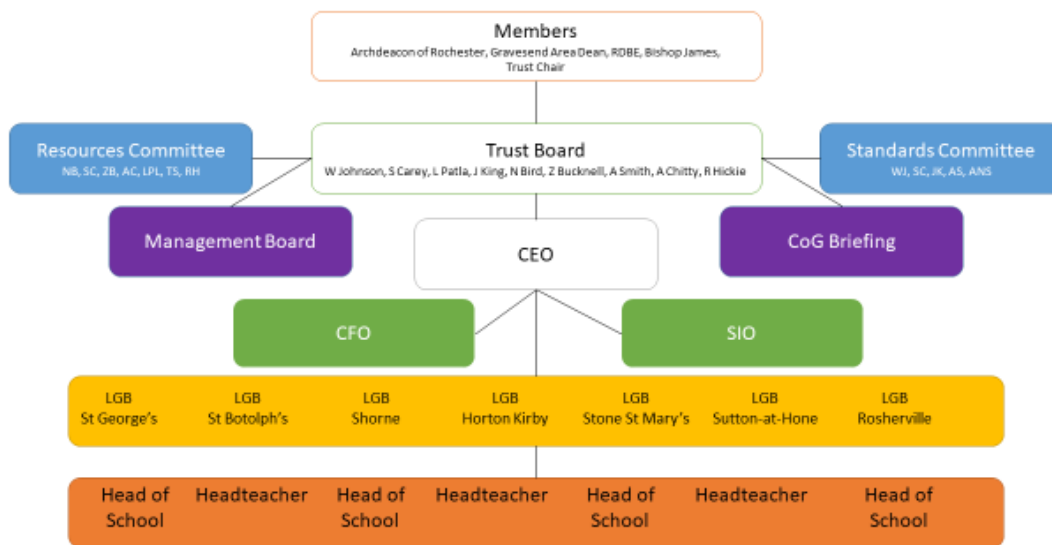 Members
Archdeacon of Rochester, Gravesend Area Dean, RDBE, Bishop James,
Trust Chair
Resources Committee
NB, SC, ZB, AC, LPL, TS, RH
Trust Board
W Johnson, S Carey, L Patla, J King, N Bird, Z Bucknell, A Smith, A Chitty, R Hickie
Standards Committee
WJ, SC, JK, AS, ANS
Management Board
CEO
CoG Briefing
CFO
SIO
LGB
St George's
LGB
St Botolph's
LGB
Shorne
LGB
Horton Kirby
LGB
Stone St Mary's
LGB
Sutton-at-Hone
LGB
Rosherville
Head of
School
Headteacher
Head of
School
Headteacher
Head of
School
Headteacher
Head of
School